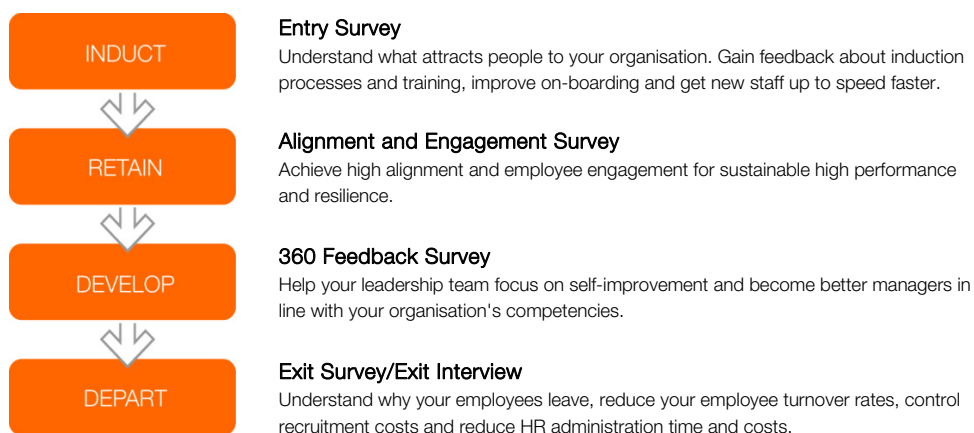 INDUCT
Entry Survey
Understand what attracts people to your organisation. Gain feedback about induction
processes and training, improve on-boarding and get new staff up to speed faster.
RETAIN
Alignment and Engagement Survey
Achieve high alignment and employee engagement for sustainable high performance
and resilience.
DEVELOP
360 Feedback Survey
Help your leadership team focus on self-improvement and become better managers in
line with your organisation's competencies.
DEPART
Exit Survey/Exit Interview
Understand why your employees leave, reduce your employee turnover rates, control
recruitment costs and reduce HR administration time and costs.